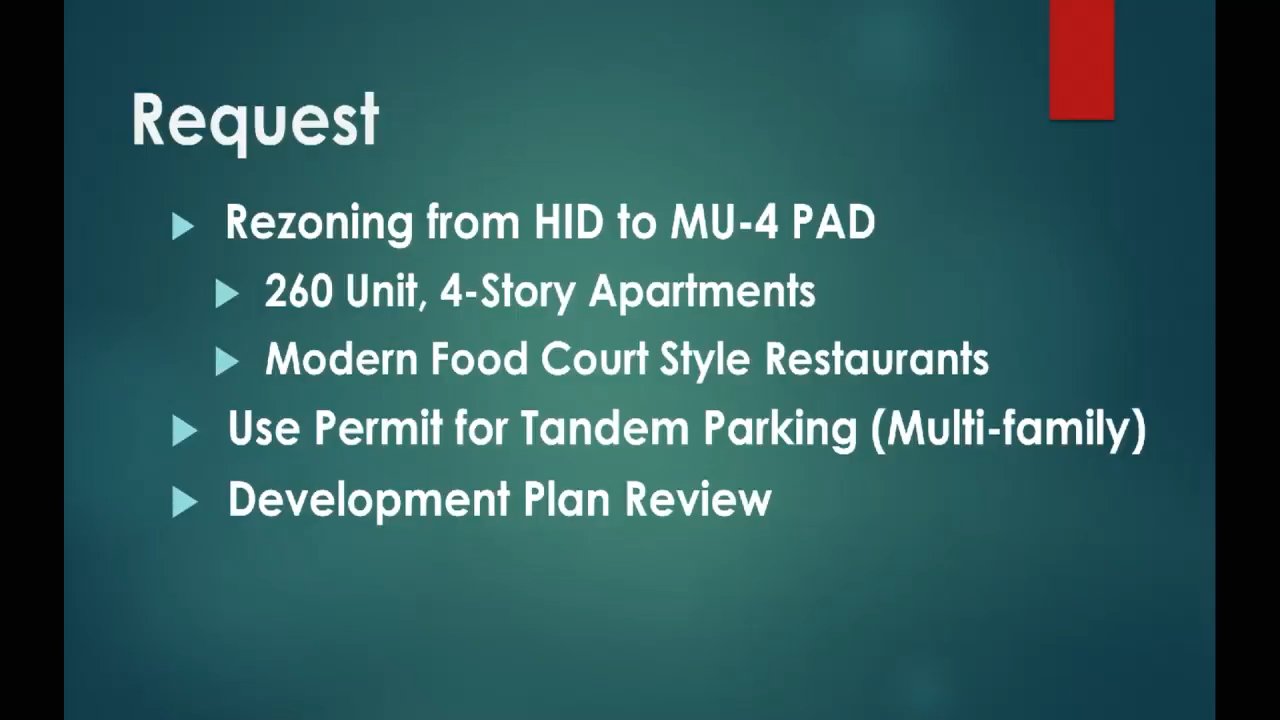 Request
Rezoning from HID to MU-4 PAD
260 Unit, 4-Story Apartments
Modern Food Court Style Restaurants
Use Permit for Tandem Parking (Multi-family)
Development Plan Review